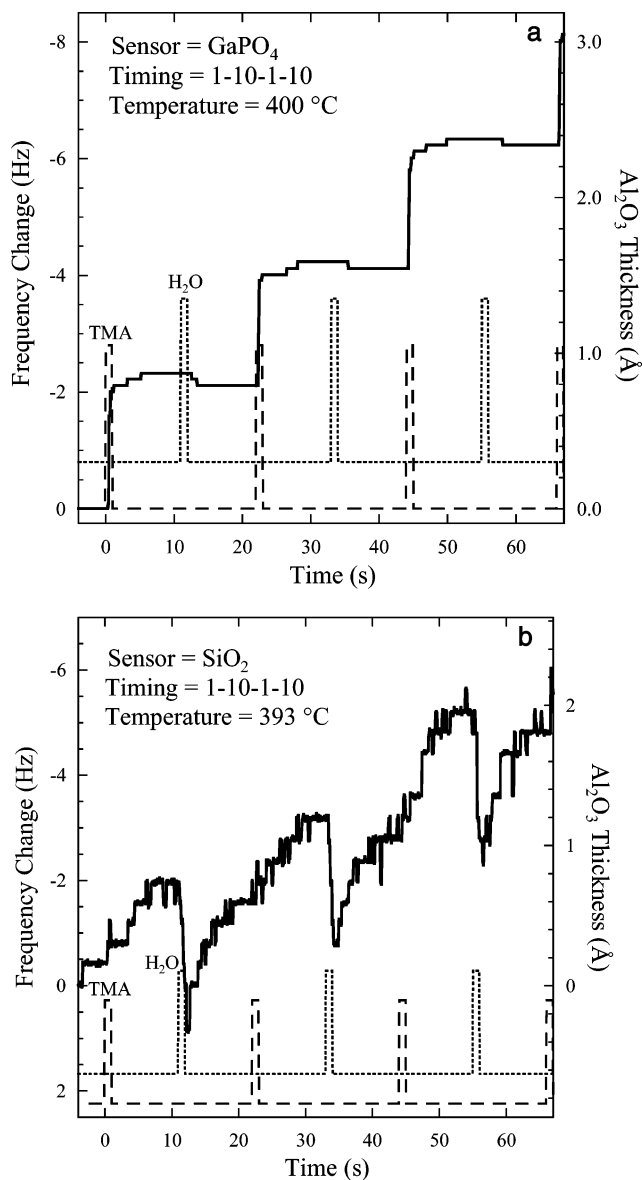 a
Sensor = GaPO4
Timing = 1-10-1-10
Temperature = 400 °C
-8
-6
-4
-2
0
Frequency Change (Hz)
3.0
2.0
1.0
0.0
Al2O3 Thickness (Å)
H2O
TMA
0 10 20 30 40 50 60
Time (s)
b
Sensor = SiO2
Timing = 1-10-1-10
Temperature = 393 °C
-6
-4
-2
0
2
Frequency Change (Hz)
2
1
0
Al2O3 Thickness (Å)
H2O
TMA
0 10 20 30 40 50 60
Time (s)